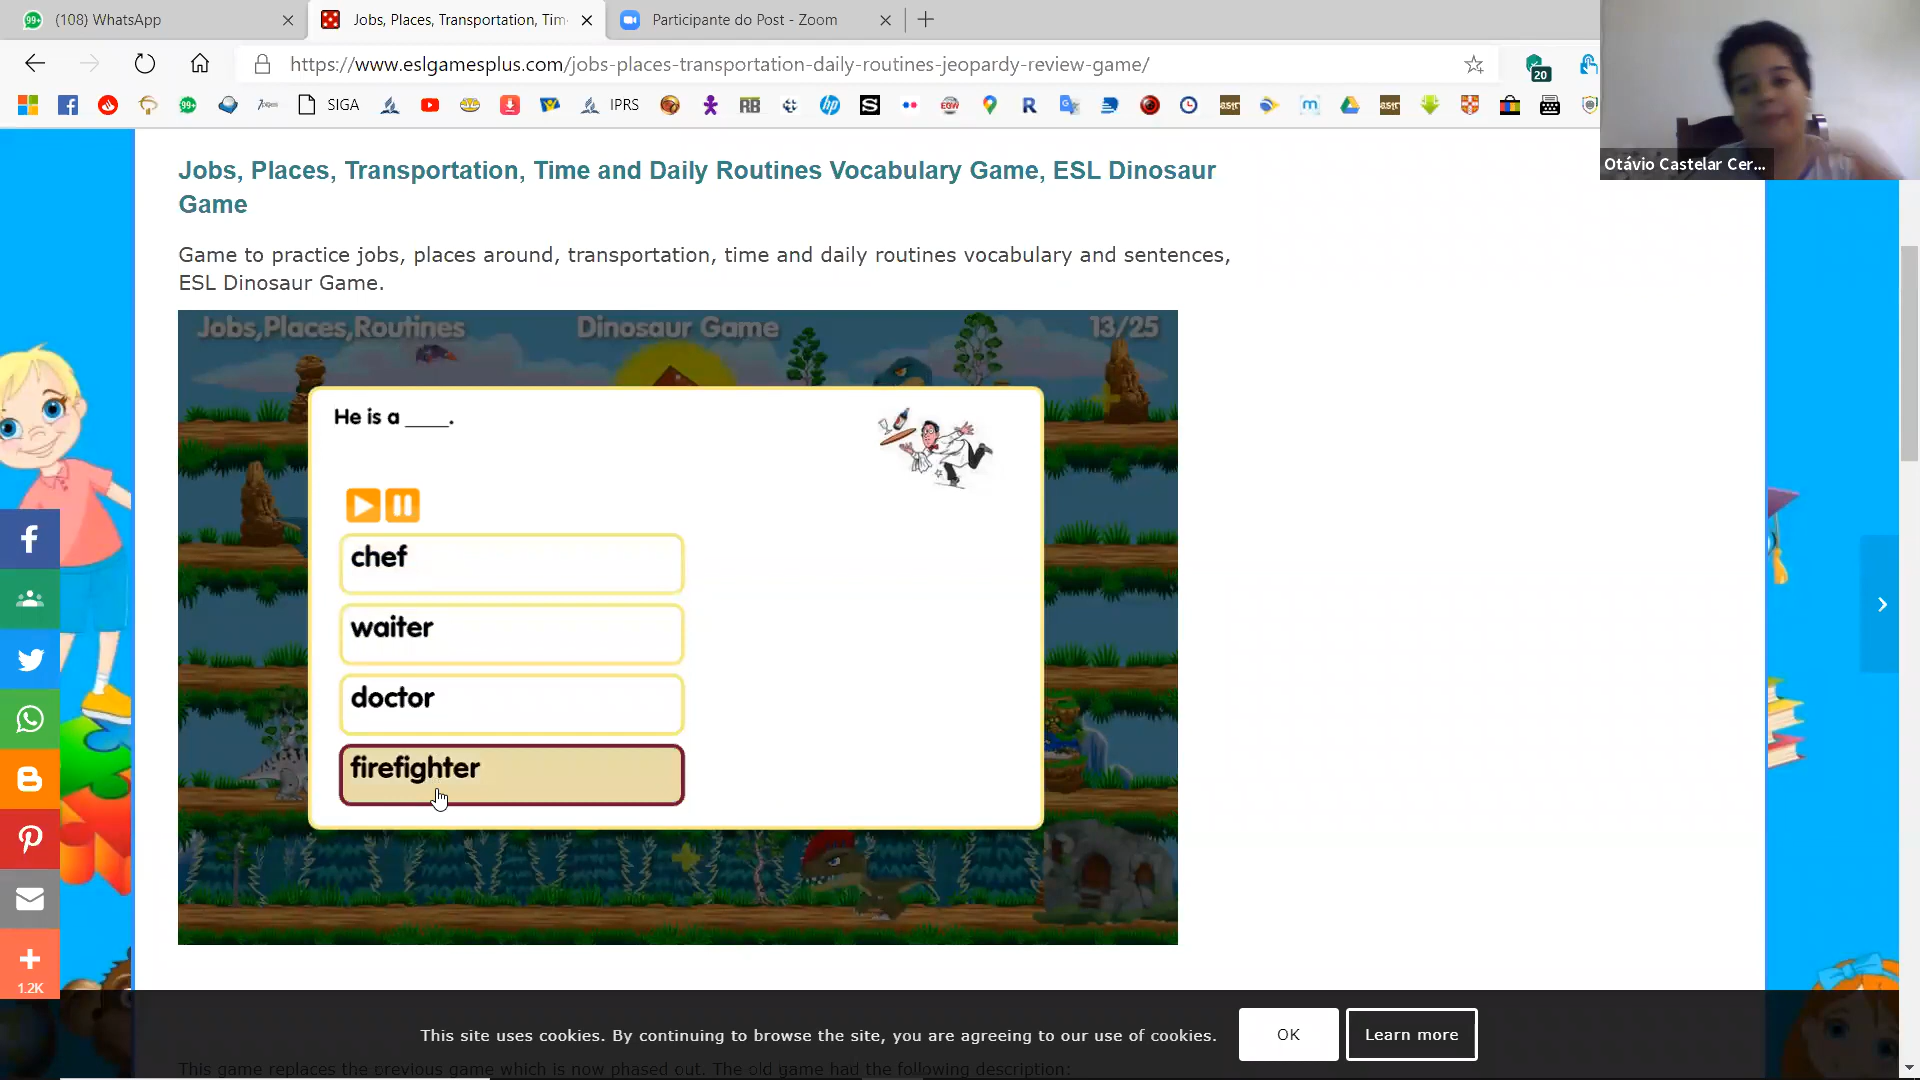 (108) WhatsApp
Jobs, Places, Transportation, Tim
Participante do Post - Zoom
https://www.eslgamesplus.com/jobs-places-transportation-daily-routines-jeopardy-review-game/
20
99+
SIGA
IPRS
RB
hp
S
EGW
R
m
Otávio Castelar Cer...
Jobs, Places, Transportation, Time and Daily Routines Vocabulary Game, ESL Dinosaur
Game
Game to practice jobs, places around, transportation, time and daily routines vocabulary and sentences,
ESL Dinosaur Game.
Jobs,Places,Routines
Dinosaur Game
13/25
He is a ____.
chef
waiter
doctor
firefighter
1.2K
This site uses cookies. By continuing to browse the site, you are agreeing to our use of cookies.
OK
Learn more
This game replaces the previous game which is now phased out. The old game had the following description: